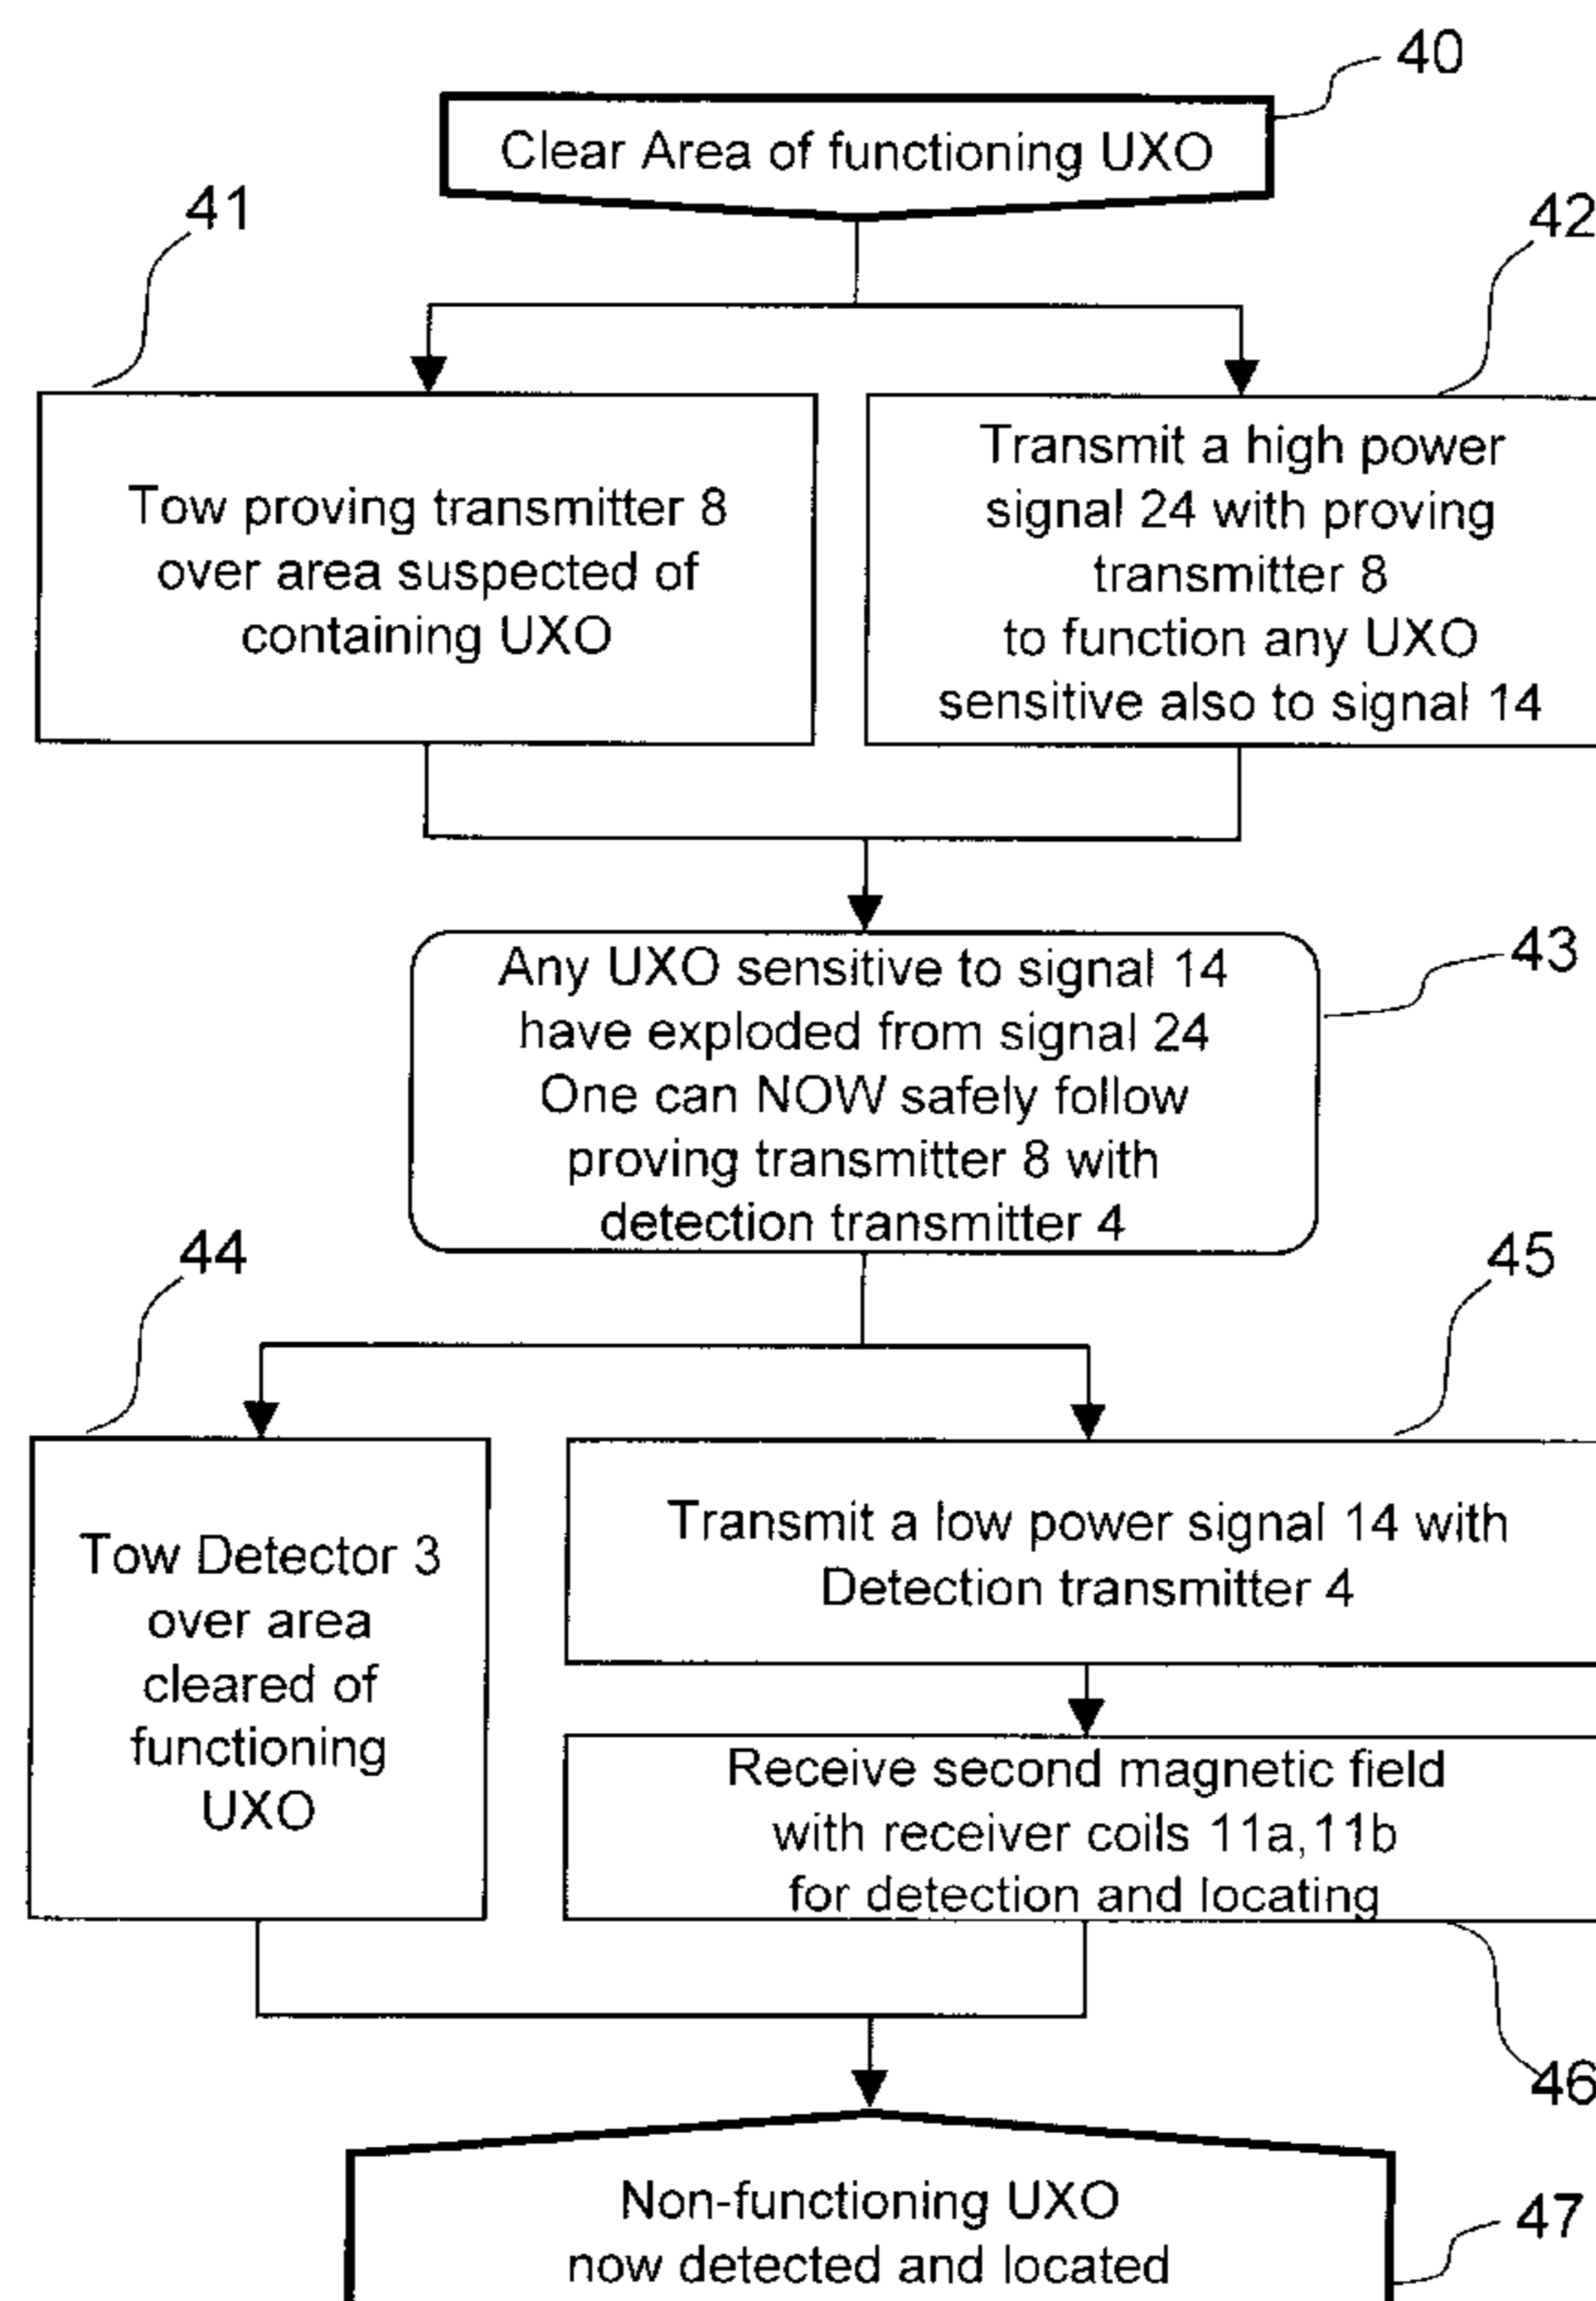 40
Clear Area of functioning UXO
41
42
Tow proving transmitter 8
over area suspected of
containing UXO
Transmit a high power
signal 24 with proving
transmitter 8
to function any UXO
sensitive also to signal 14
43
Any UXO sensitive to signal 14
have exploded from signal 24
One can NOW safely follow
proving transmitter 8 with
detection transmitter 4
44
45
Tow Detector 3
over area
cleared of
functioning
UXO
Transmit a low power signal 14 with
Detection transmitter 4
Receive second magnetic field
with receiver coils 11a,11b
for detection and locating
46
Non-functioning UXO
now detected and located
47